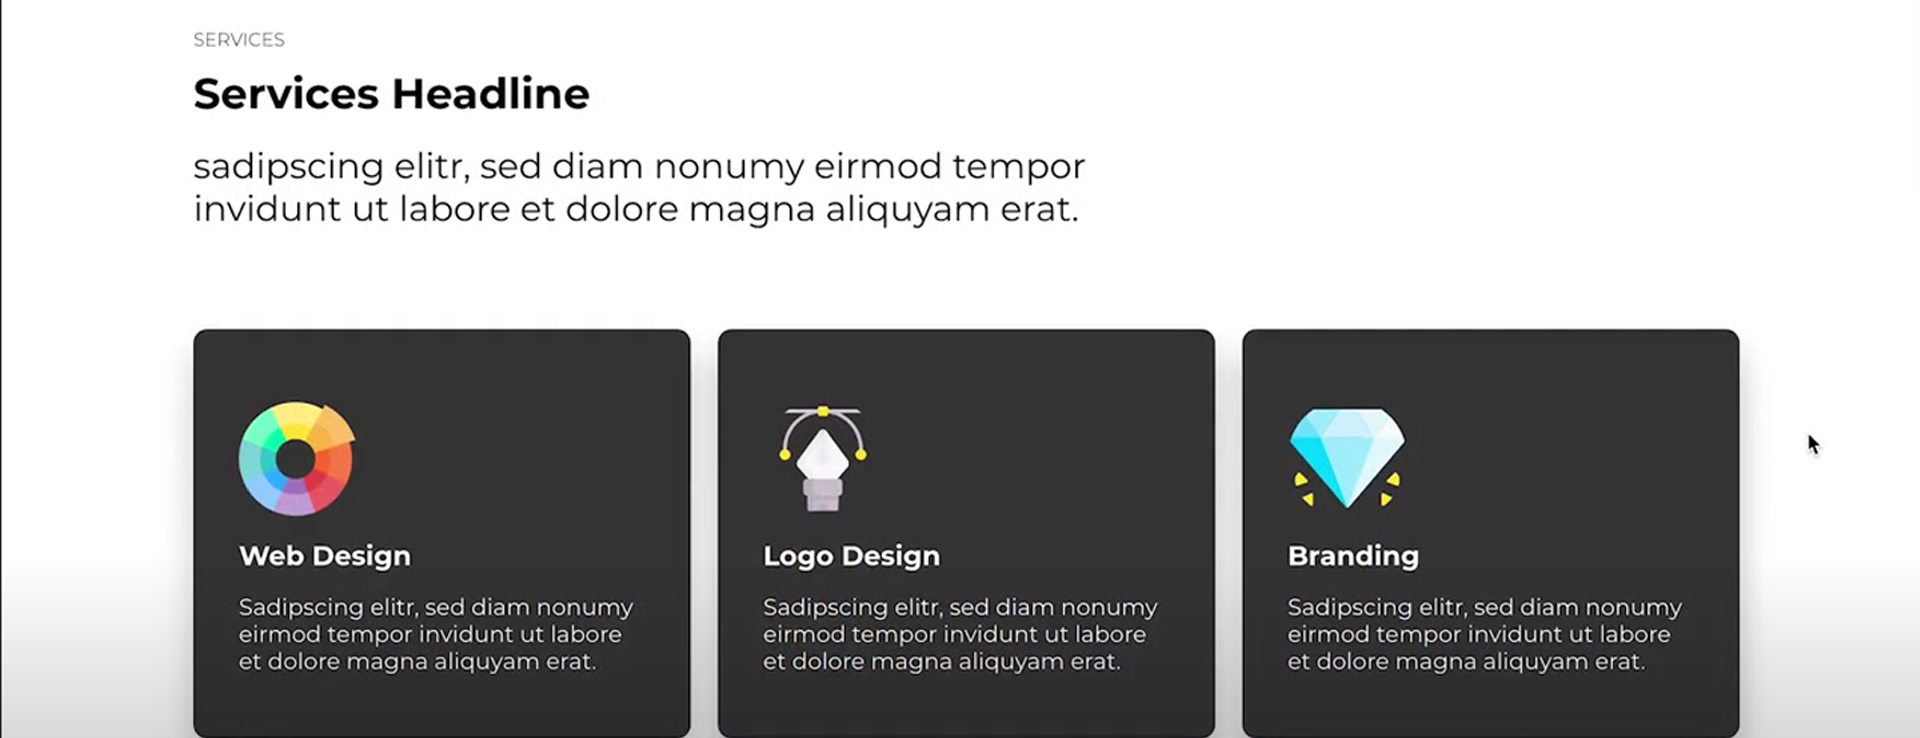 SERVICES
Services Headline
sadipscing elitr, sed diam nonumy eirmod tempor
invidunt ut labore et dolore magna aliquyam erat.
Web Design
Sadipscing elitr, sed diam nonumy
eirmod tempor invidunt ut labore
et dolore magna aliquyam erat.
Logo Design
Sadipscing elitr, sed diam nonumy
eirmod tempor invidunt ut labore
et dolore magna aliquyam erat.
Branding
Sadipscing elitr, sed diam nonumy
eirmod tempor invidunt ut labore
et dolore magna aliquyam erat.